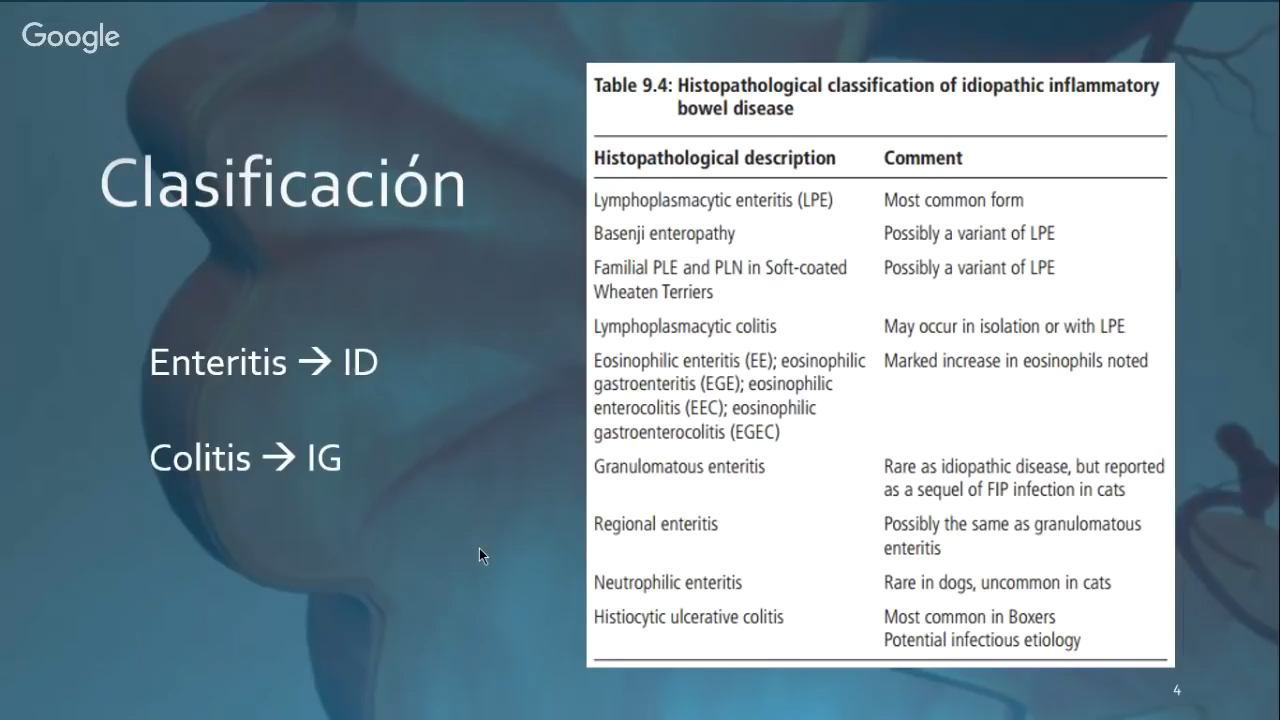 Google
Clasificación
Enteritis → ID
Colitis → IG
Table 9.4: Histopathological classification of idiopathic inflammatory
bowel disease
Histopathological description Comment
Lymphoplasmacytic enteritis (LPE) Most common form
Basenji enteropathy Possibly a variant of LPE
Familial PLE and PLN in Soft-coated Possibly a variant of LPE
Wheaten Terriers
Lymphoplasmacytic colitis May occur in isolation or with LPE
Eosinophilic enteritis (EE); eosinophilic Marked increase in eosinophils noted
gastroenteritis (EGE); eosinophilic
enterocolitis (EEC); eosinophilic
gastroenterocolitis (EGEC)
Granulomatous enteritis Rare as idiopathic disease, but reported
as a sequel of FIP infection in cats
Regional enteritis Possibly the same as granulomatous
enteritis
Neutrophilic enteritis Rare in dogs, uncommon in cats
Histiocytic ulcerative colitis Most common in Boxers
Potential infectious etiology
4